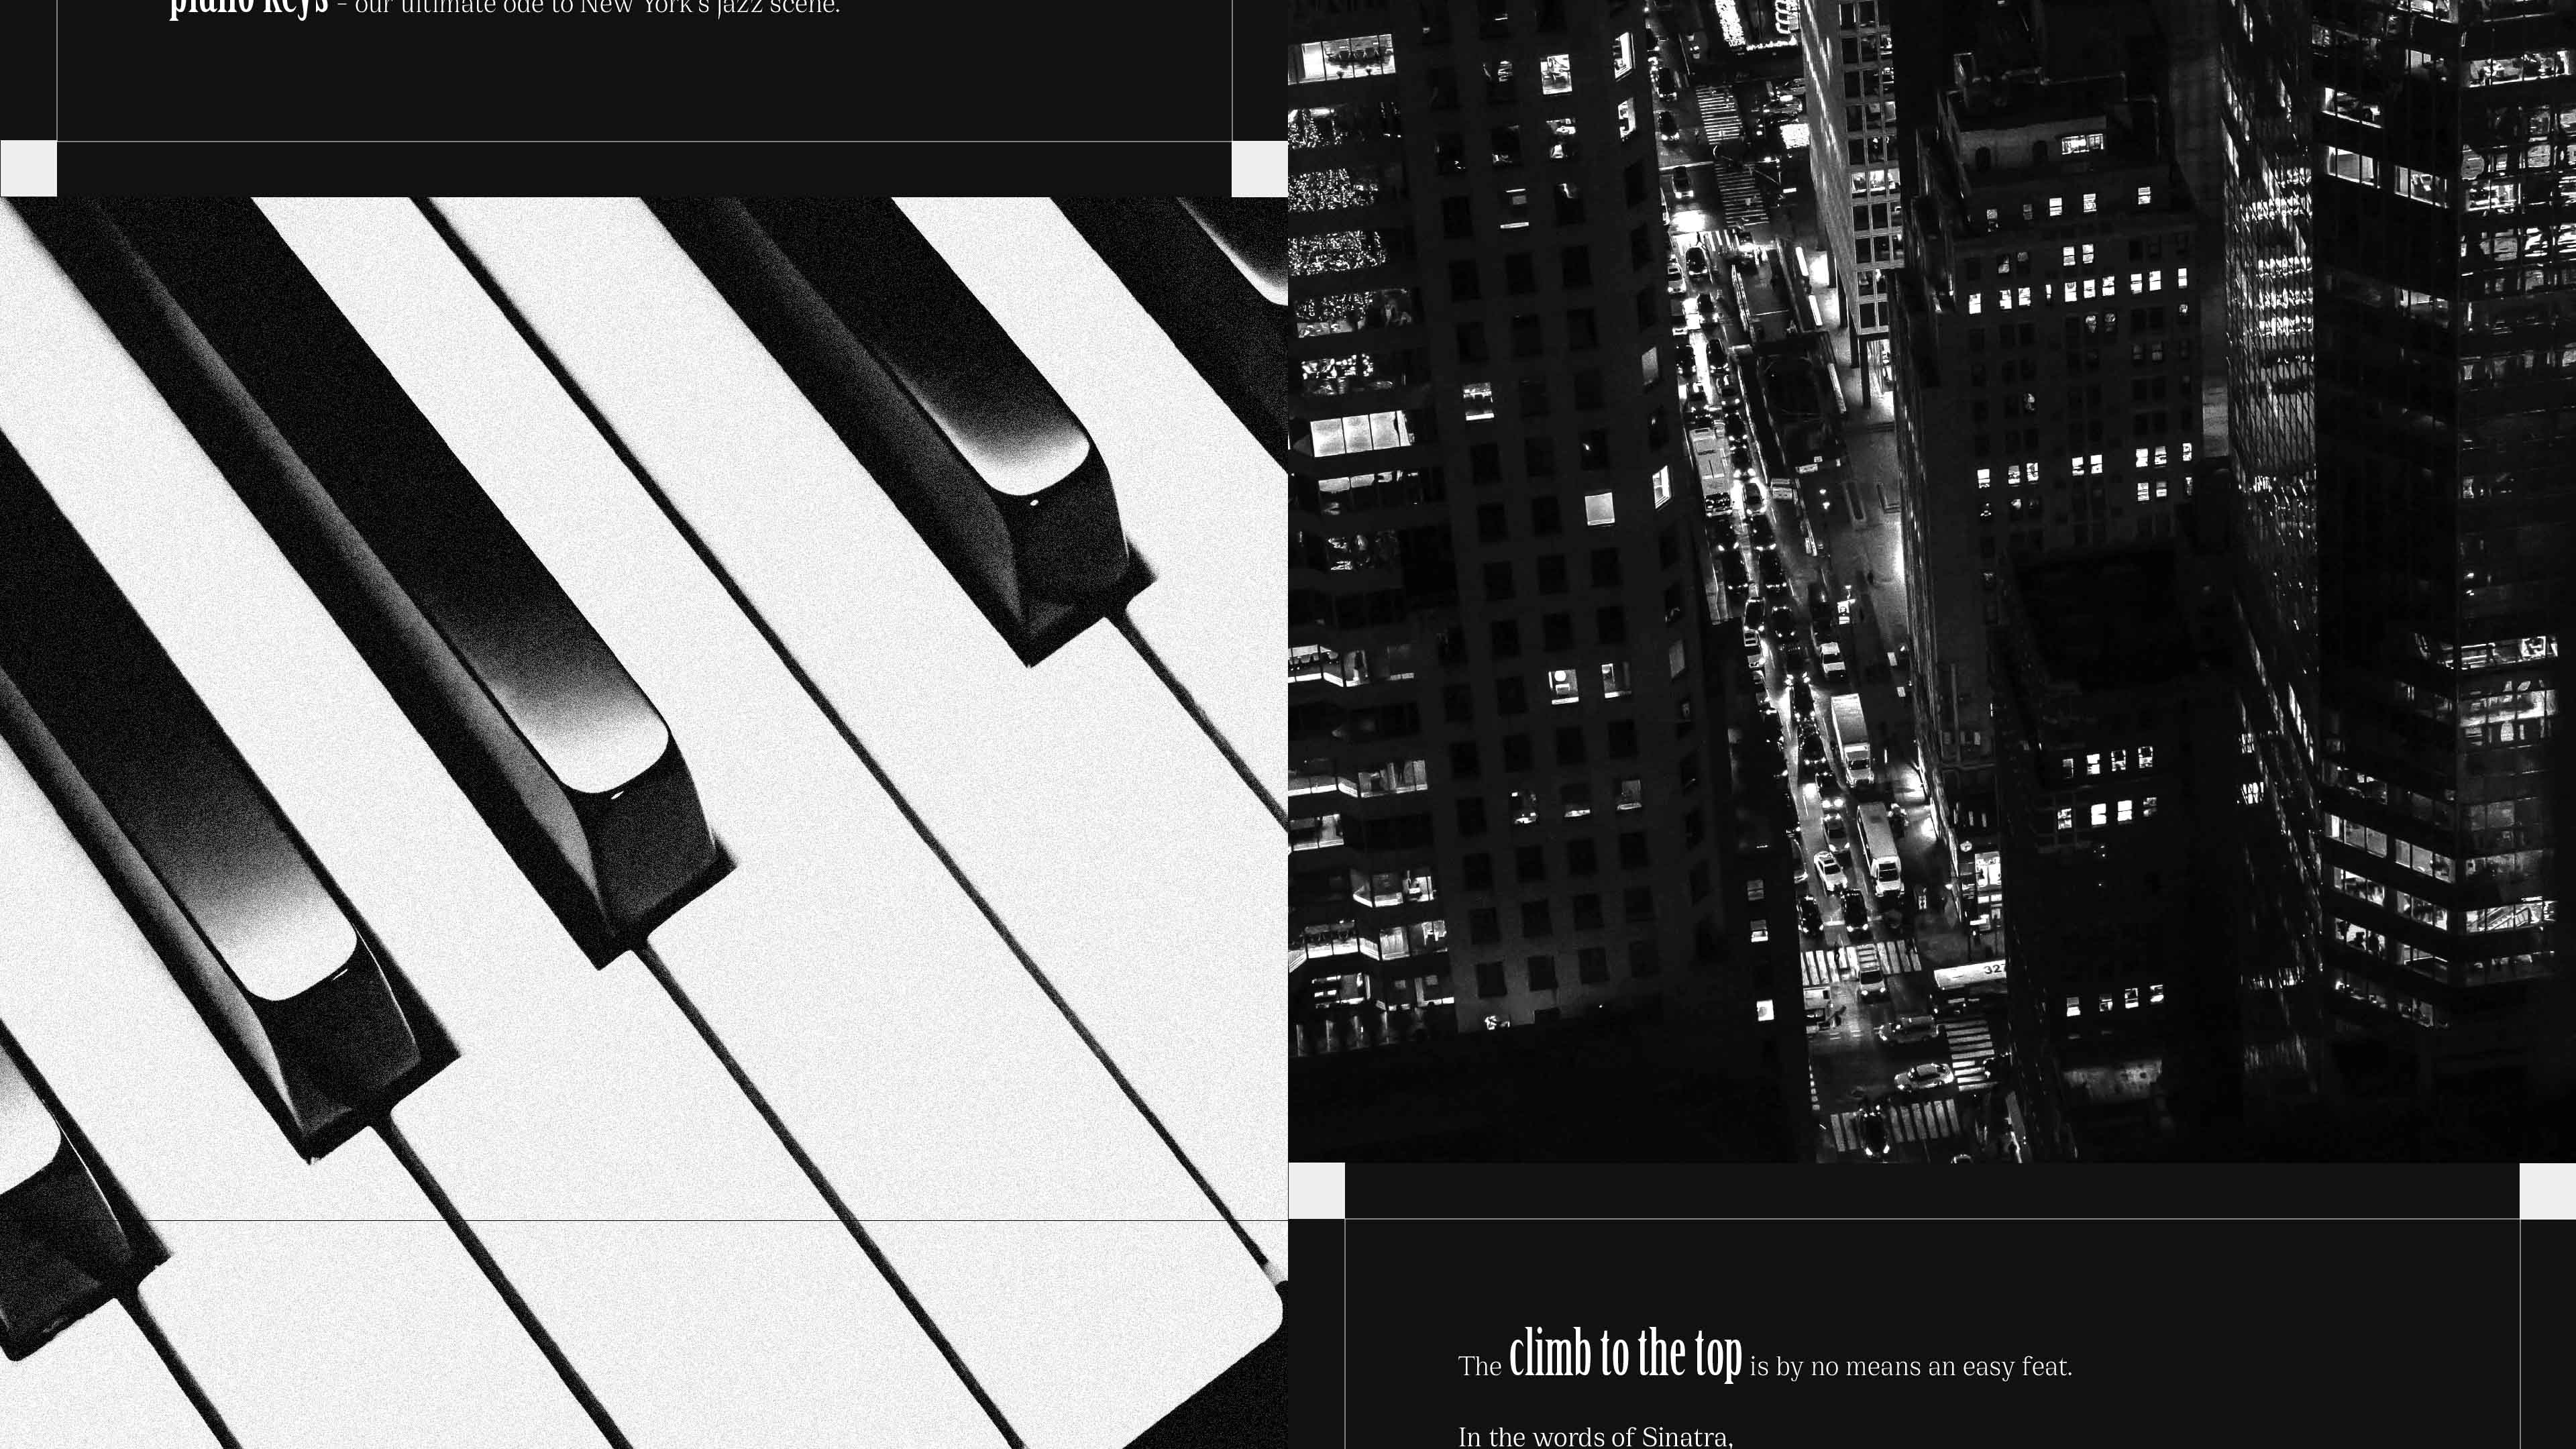 piano keys – our ultimate ode to New York's jazz scene.
327
The climb to the top is by no means an easy feat.
In the words of Sinatra,